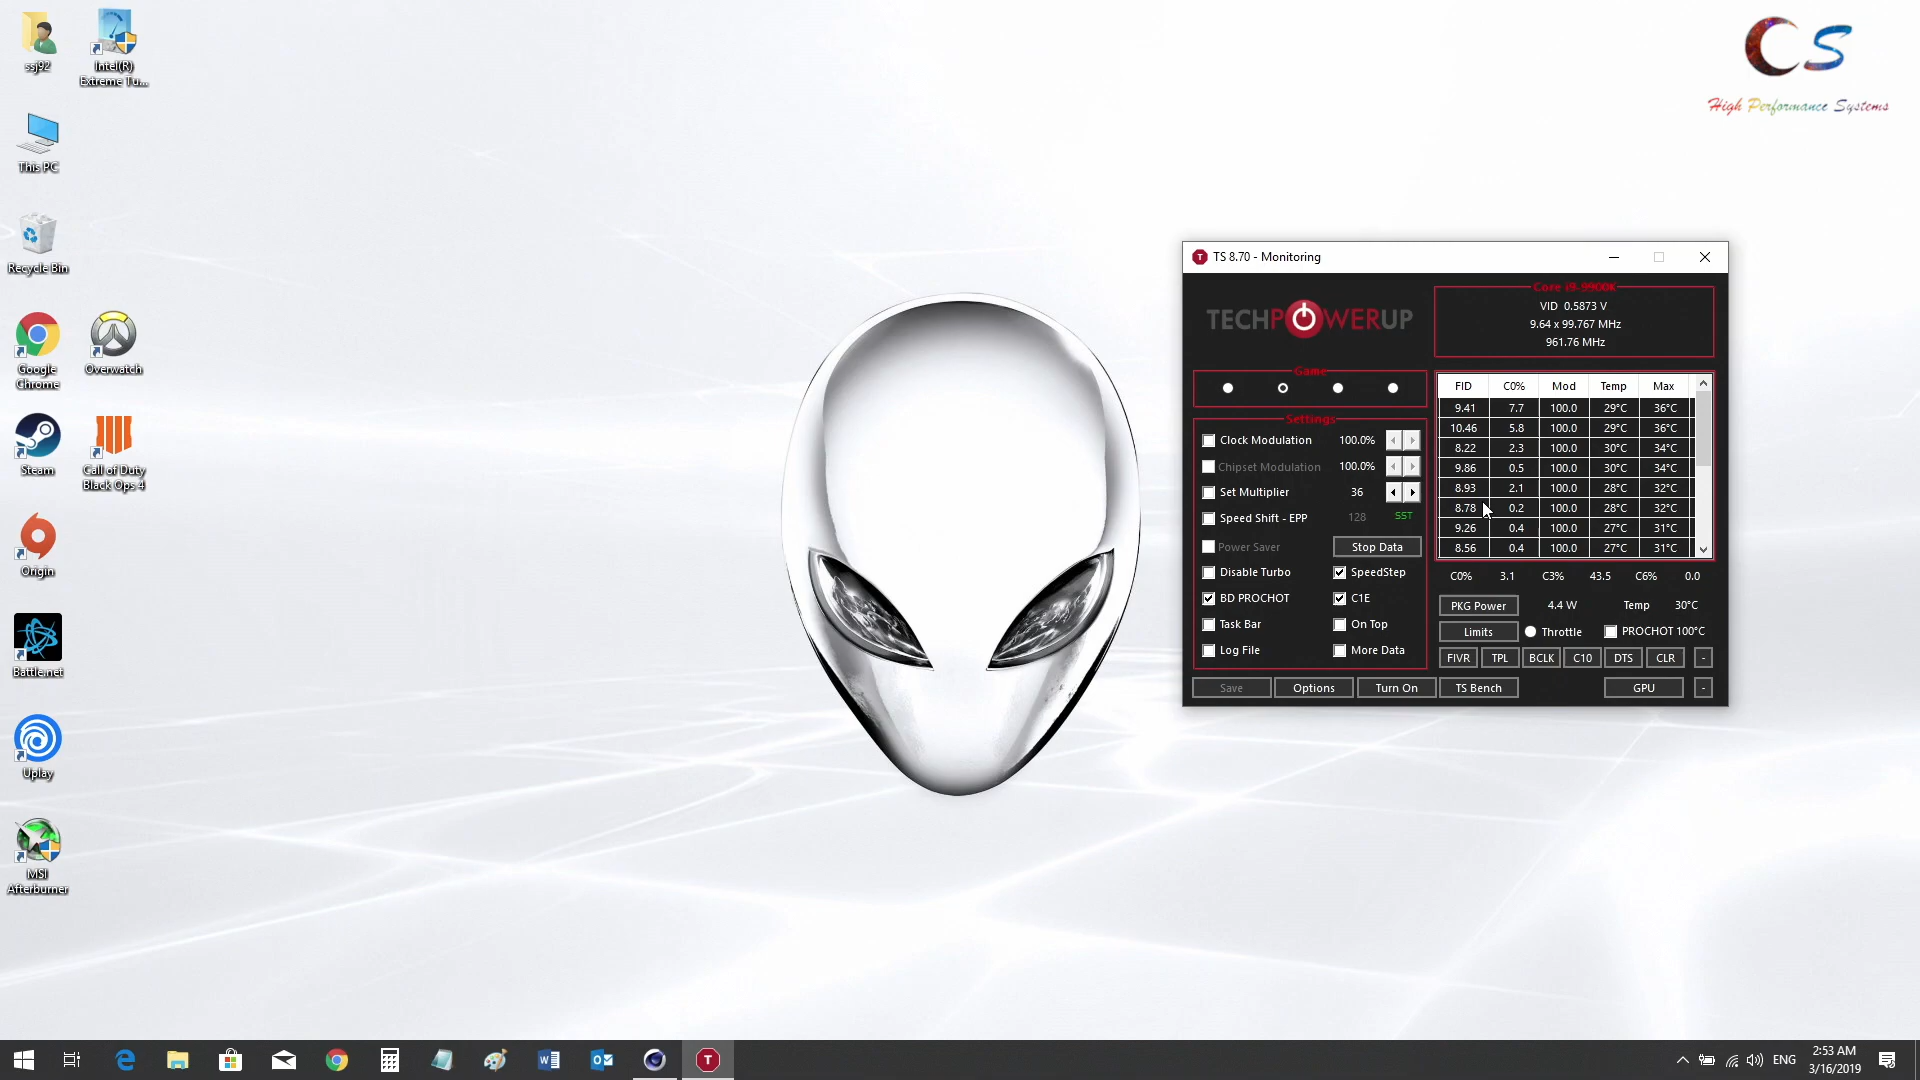 ssj92
Intel(R)
Extreme Tu...
This PC
Recycle Bin
Google
Chrome
Overwatch
Steam
Call of Duty
Black Ops 4
Origin
Battle.net
Uplay
MSI
Afterburner
CS
High Performance Systems
TS 8.70 - Monitoring
TECHPOWERUP
Core i9-9900K
VID 0.5873 V
9.64 x 99.767 MHz
961.76 MHz
Game
Settings
Clock Modulation 100.0%
Chipset Modulation 100.0%
Set Multiplier 36
Speed Shift - EPP 128 SST
Power Saver Stop Data
Disable Turbo SpeedStep
BD PROCHOT C1E
Task Bar On Top
Log File More Data
FID C0% Mod Temp Max
9.41 7.7 100.0 29°C 36°C
10.46 5.8 100.0 29°C 36°C
8.22 2.3 100.0 30°C 34°C
9.86 0.5 100.0 30°C 34°C
8.93 2.1 100.0 28°C 32°C
8.78 0.2 100.0 28°C 32°C
9.26 0.4 100.0 27°C 31°C
8.56 0.4 100.0 27°C 31°C
C0% 3.1 C3% 43.5 C6% 0.0
PKG Power 4.4 W Temp 30°C
Limits Throttle PROCHOT 100°C
FIVR TPL BCLK C10 DTS CLR -
Save Options Turn On TS Bench GPU -
ENG
2:53 AM
3/16/2019